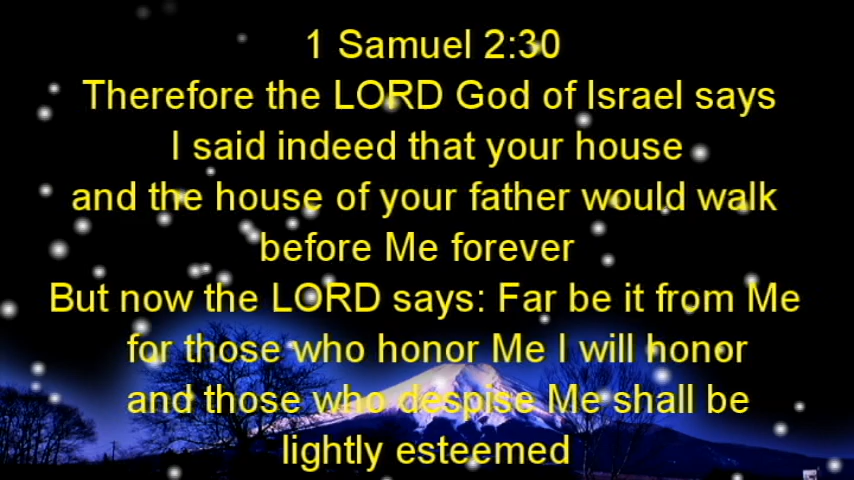 1 Samuel 2:30
Therefore the LORD God of Israel says
I said indeed that your house
and the house of your father would walk
before Me forever
But now the LORD says: Far be it from Me
for those who honor Me I will honor
and those who despise Me shall be
lightly esteemed